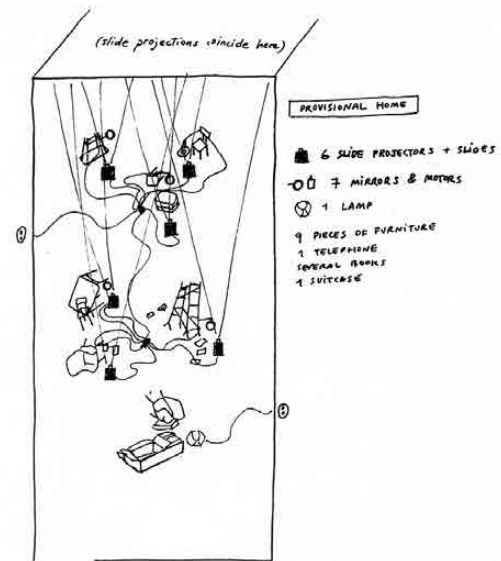 (slide projections coincide here)
PROVISIONAL HOME
6 SLIDE PROJECTORS + SLIDES
7 MIRRORS & MOTORS
1 LAMP
9 PIECES OF FURNITURE
1 TELEPHONE
SEVERAL BOOKS
1 SUITCASE